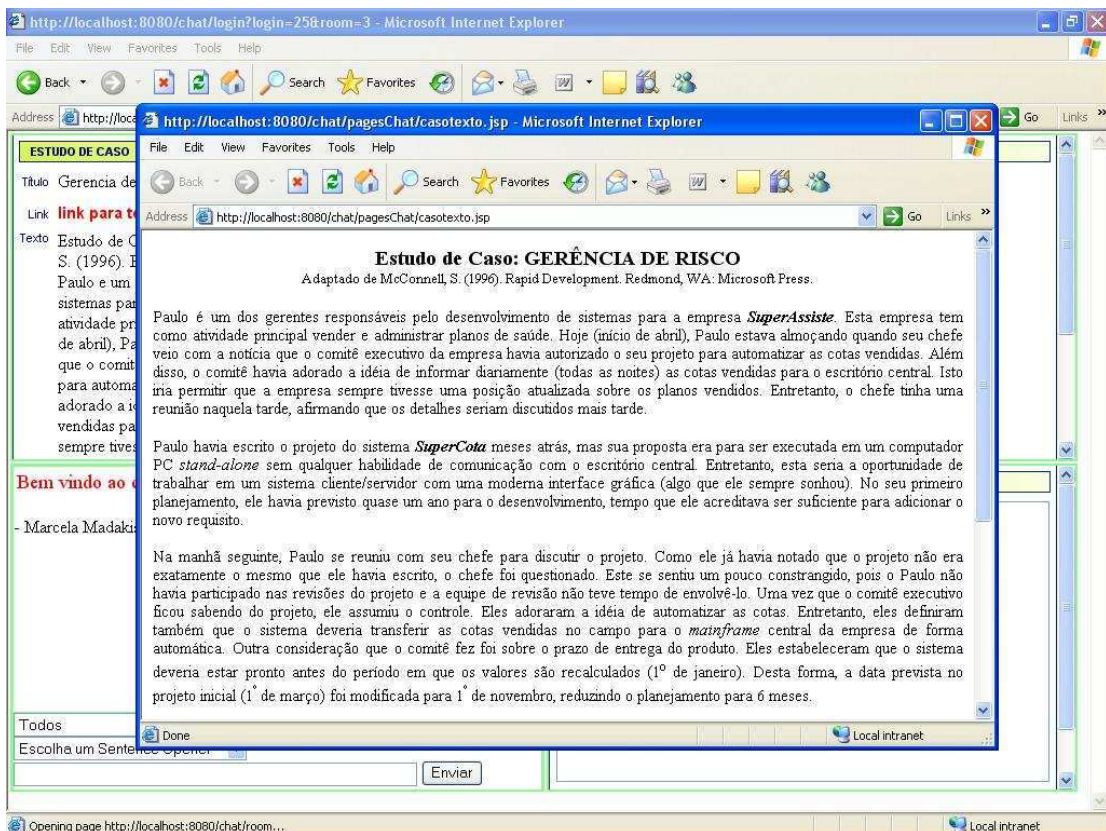 http://localhost:8080/chat/login?login=25&room=3 - Microsoft Internet Explorer
File Edit View Favorites Tools Help
Back Search Favorites
Address http://loca
Go Links »
ESTUDO DE CASO
Título Gerencia de
Link link para te
Texto Estudo de C
S. (1996). E
Paulo e um
sistemas par
atividade pri
de abril), Pa
que o comit
para automa
adorado a id
vendidas pa
sempre tives
Bem vindo ao c
- Marcela Madakis
Todos
Escolha um Sentence Opener
Enviar
Opening page http://localhost:8080/chat/room...
Local intranet
http://localhost:8080/chat/pagesChat/casotexto.jsp - Microsoft Internet Explorer
File Edit View Favorites Tools Help
Back Search Favorites
Address http://localhost:8080/chat/pagesChat/casotexto.jsp Go Links »
Estudo de Caso: GERÊNCIA DE RISCO
Adaptado de McConnell, S. (1996). Rapid Development. Redmond, WA: Microsoft Press.
Paulo é um dos gerentes responsáveis pelo desenvolvimento de sistemas para a empresa SuperAssiste. Esta empresa tem
como atividade principal vender e administrar planos de saúde. Hoje (início de abril), Paulo estava almoçando quando seu chefe
veio com a notícia que o comitê executivo da empresa havia autorizado o seu projeto para automatizar as cotas vendidas. Além
disso, o comitê havia adorado a idéia de informar diariamente (todas as noites) as cotas vendidas para o escritório central. Isto
iria permitir que a empresa sempre tivesse uma posição atualizada sobre os planos vendidos. Entretanto, o chefe tinha uma
reunião naquela tarde, afirmando que os detalhes seriam discutidos mais tarde.
Paulo havia escrito o projeto do sistema SuperCota meses atrás, mas sua proposta era para ser executada em um computador
PC stand-alone sem qualquer habilidade de comunicação com o escritório central. Entretanto, esta seria a oportunidade de
trabalhar em um sistema cliente/servidor com uma moderna interface gráfica (algo que ele sempre sonhou). No seu primeiro
planejamento, ele havia previsto quase um ano para o desenvolvimento, tempo que ele acreditava ser suficiente para adicionar o
novo requisito.
Na manhã seguinte, Paulo se reuniu com seu chefe para discutir o projeto. Como ele já havia notado que o projeto não era
exatamente o mesmo que ele havia escrito, o chefe foi questionado. Este se sentiu um pouco constrangido, pois o Paulo não
havia participado nas revisões do projeto e a equipe de revisão não teve tempo de envolvê-lo. Uma vez que o comitê executivo
ficou sabendo do projeto, ele assumiu o controle. Eles adoraram a idéia de automatizar as cotas. Entretanto, eles definiram
também que o sistema deveria transferir as cotas vendidas no campo para o mainframe central da empresa de forma
automática. Outra consideração que o comitê fez foi sobre o prazo de entrega do produto. Eles estabeleceram que o sistema
deveria estar pronto antes do período em que os valores são recalculados (1º de janeiro). Desta forma, a data prevista no
projeto inicial (1° de março) foi modificada para 1° de novembro, reduzindo o planejamento para 6 meses.
Done
Local intranet